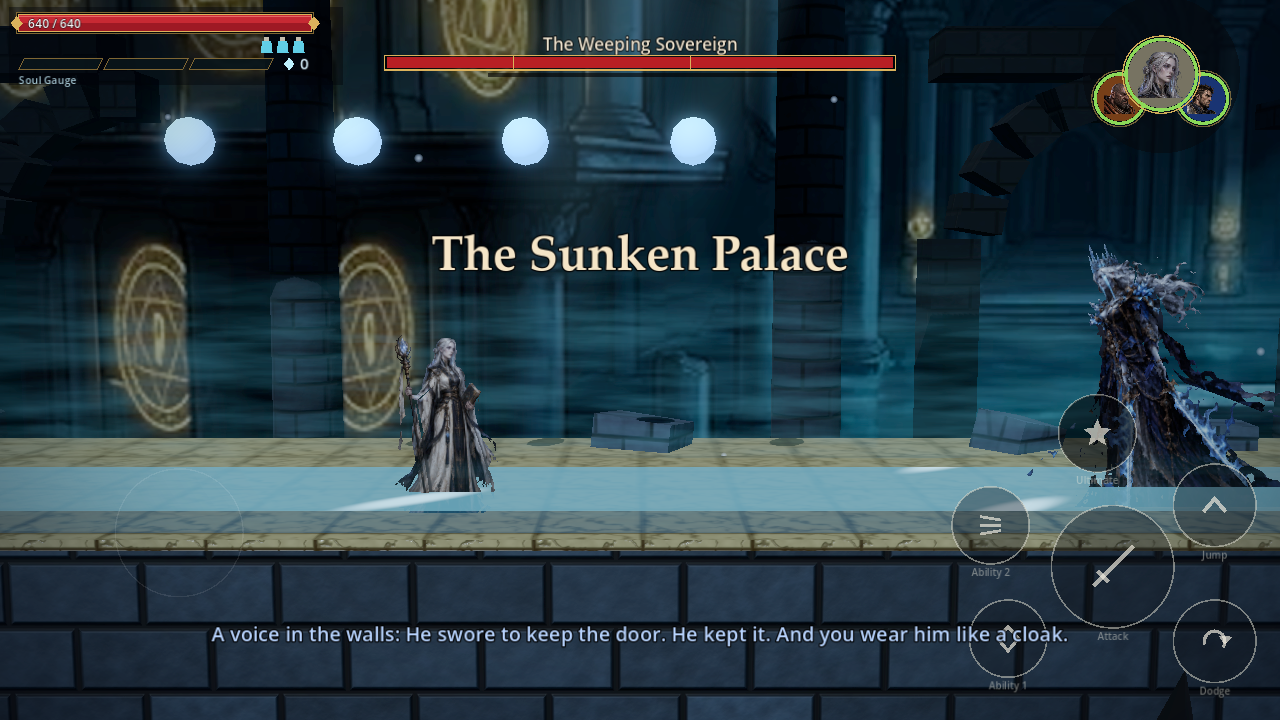 640 / 640
The Weeping Sovereign
0
Soul Gauge
The Sunken Palace
Ultimate
Jump
Ability 2
A voice in the walls: He swore to keep the door. He kept it. And you wear him like a cloak.
Attack
Ability 1
Dodge